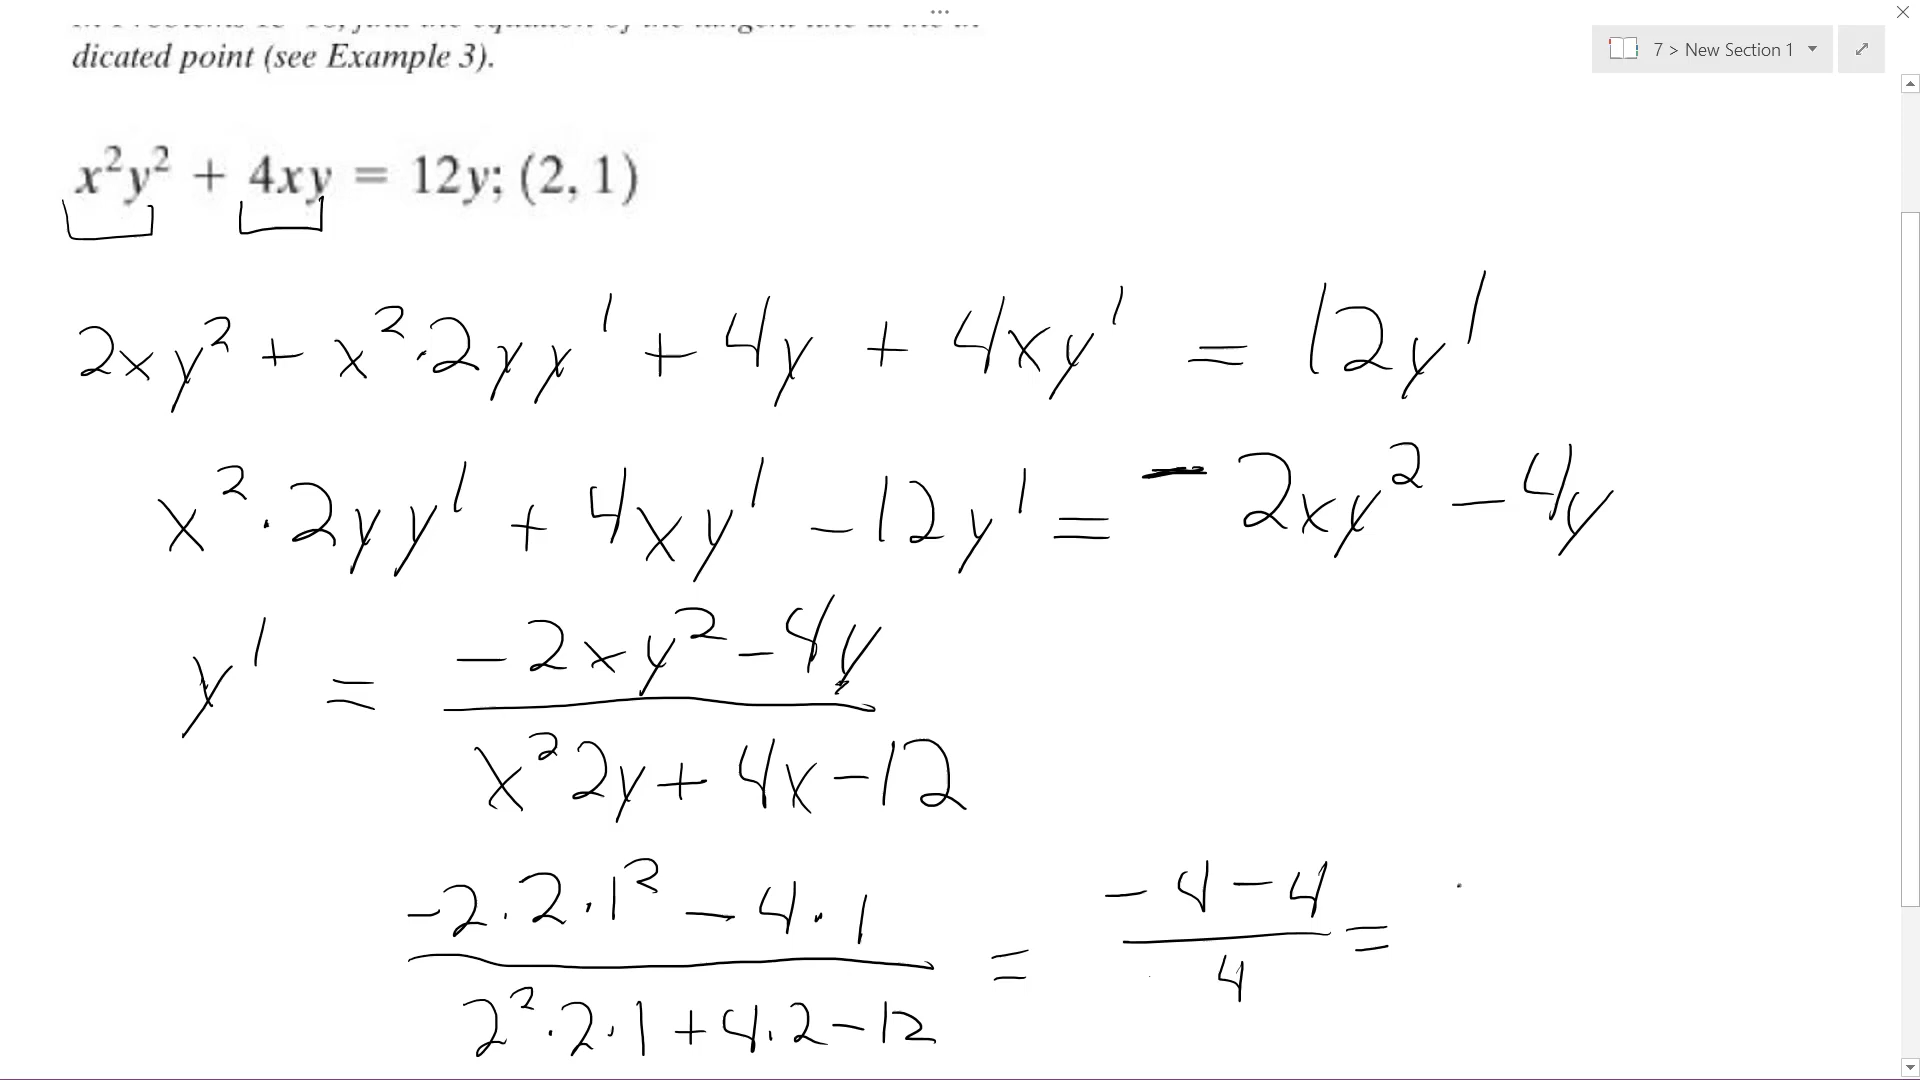 ...
7 > New Section 1
dicated point (see Example 3).
x²y² + 4xy = 12y; (2, 1)
2xy² + x²·2yy' + 4y + 4xy' = 12y'
x²·2yy' + 4xy' - 12y' = - 2xy² - 4y
y' = (-2xy² - 4y) / (x²2y + 4x - 12)
(-2·2·1² - 4·1) / (2²·2·1 + 4·2 - 12) = (-4 - 4) / 4 =